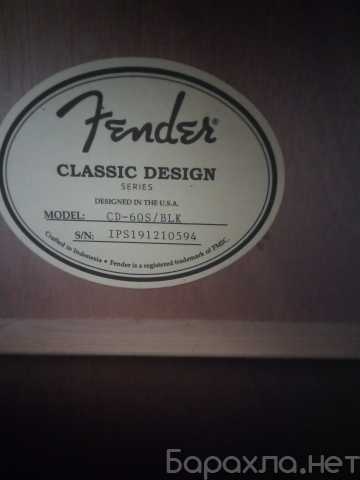 Fender®
CLASSIC DESIGN
SERIES
DESIGNED IN THE U.S.A.
MODEL: CD-60S/BLK
S/N: IPS191210594
Crafted in Indonesia • Fender is a registered trademark of FMIC.
Барахла.нет